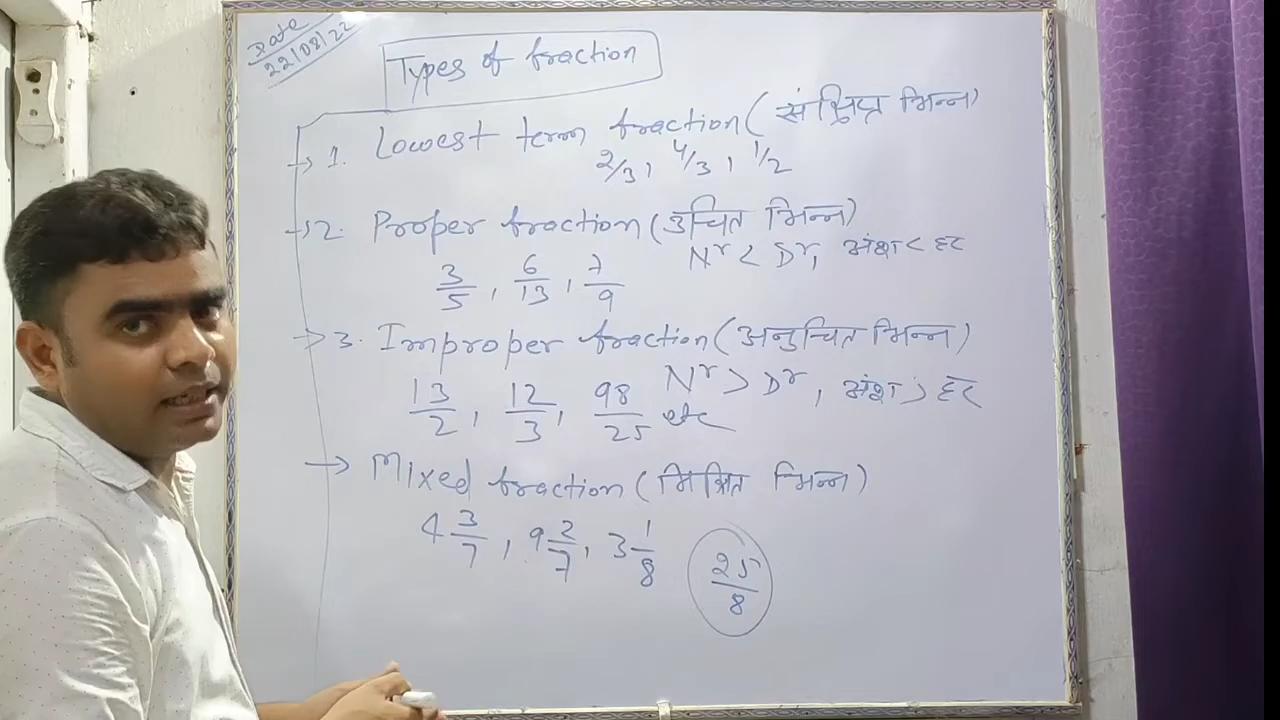 Date
22/08/22
Types of fraction
→ 1. Lowest term fraction (संक्षिप्त भिन्न)
2/3, 4/3, 1/2
→ 2. Proper fraction (उचित भिन्न)
3/5, 6/13, 7/9 Nr < Dr, अंश < हर
→ 3. Improper fraction (अनुचित भिन्न)
13/2, 12/3, 98/25 etc Nr > Dr, अंश > हर
→ Mixed fraction (मिश्रित भिन्न)
4 3/7, 9 2/7, 3 1/8 25/8